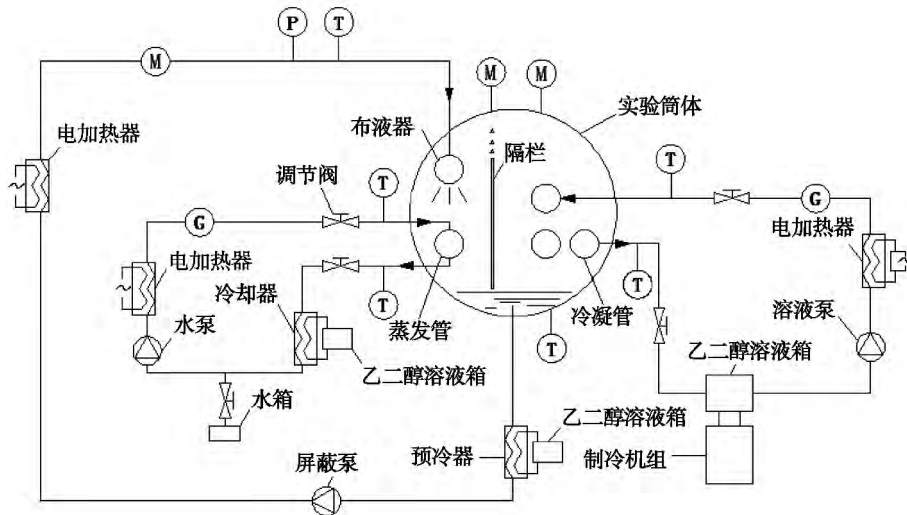 P
T
M
M
M
实验筒体
电加热器
布液器
隔栏
调节阀
T
T
G
G
电加热器
电加热器
冷却器
T
蒸发管
冷凝管
T
水泵
溶液泵
T
乙二醇溶液箱
乙二醇溶液箱
水箱
乙二醇溶液箱
预冷器
制冷机组
屏蔽泵